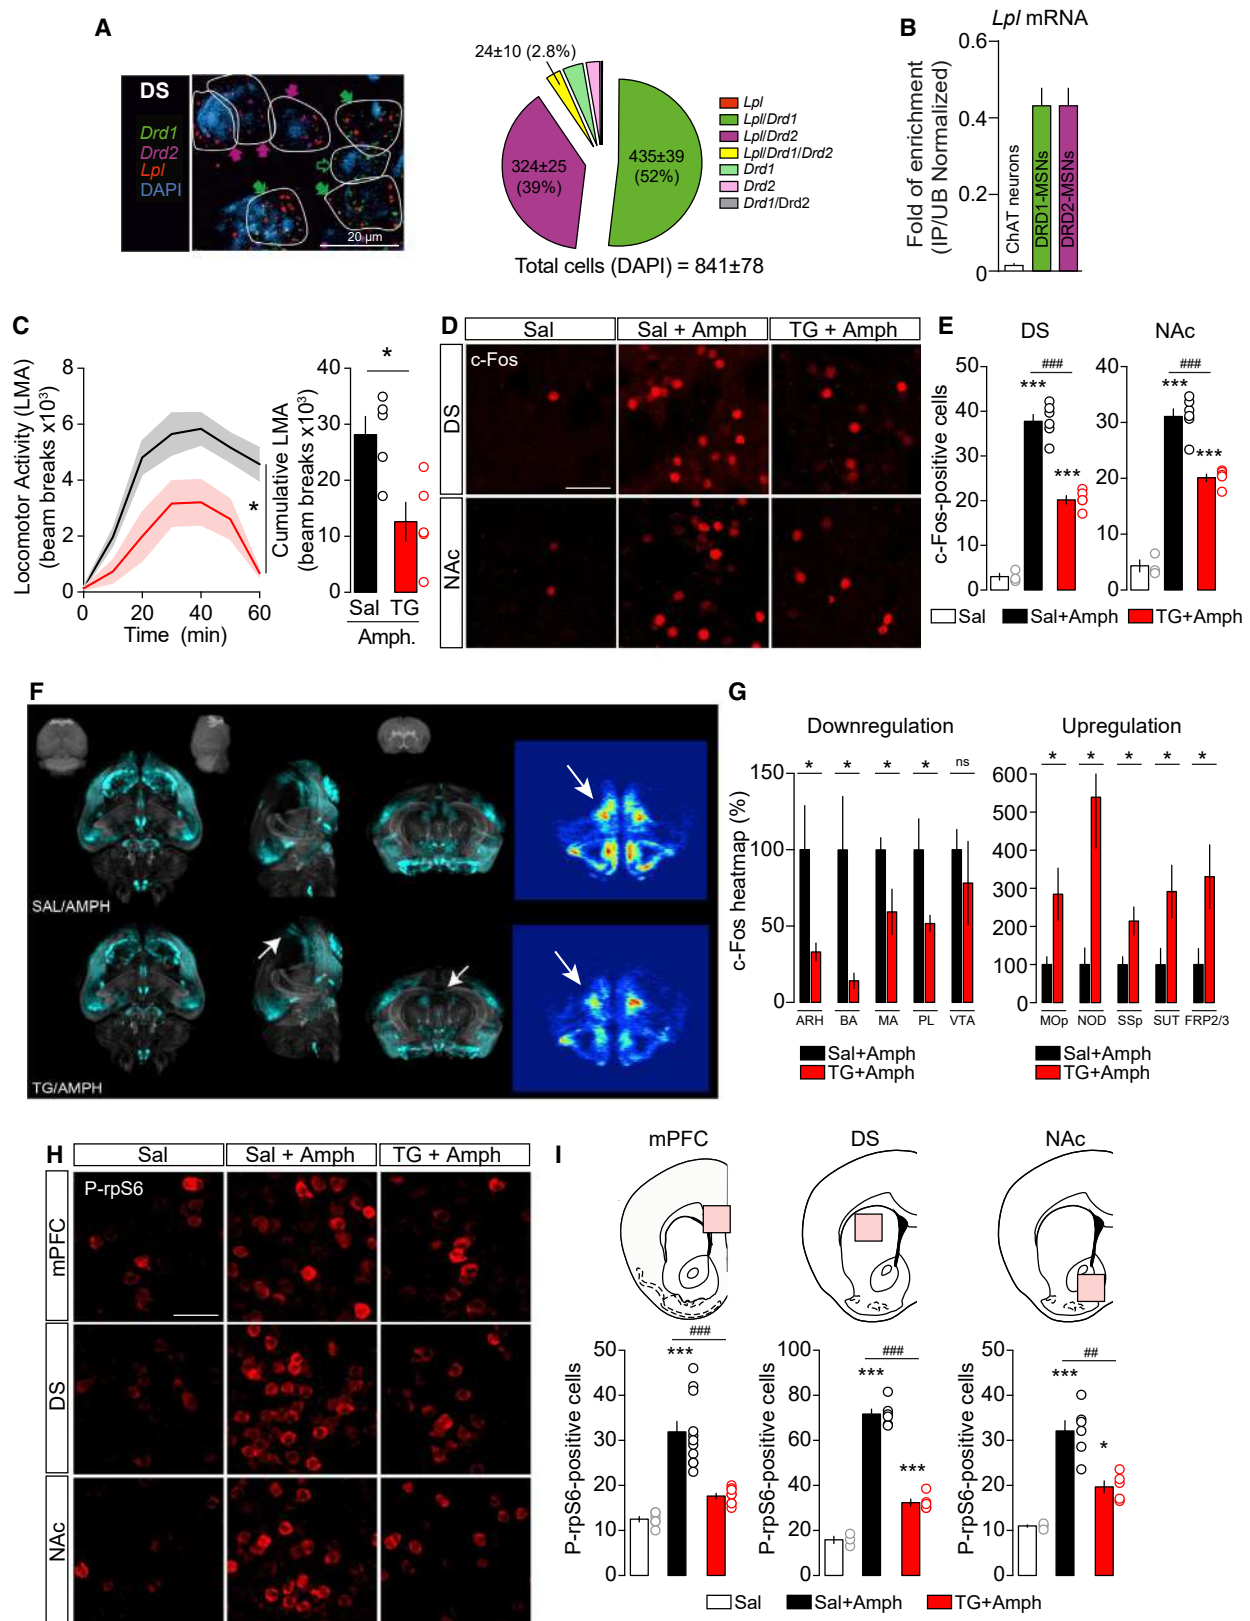 A
DS
Drd1
Drd2
Lpl
DAPI
20 µm
24±10 (2.8%)
324±25
(39%)
435±39
(52%)
Total cells (DAPI) = 841±78
Lpl
Lpl/Drd1
Lpl/Drd2
Lpl/Drd1/Drd2
Drd1
Drd2
Drd1/Drd2
B
Lpl mRNA
Fold of enrichment
(IP/UB Normalized)
0.6
0.4
0.2
0
ChAT neurons
DRD1-MSNs
DRD2-MSNs
C
Locomotor Activity (LMA)
(beam breaks x10³)
8
6
4
2
0
0 20 40 60
Time (min)
*
Cumulative LMA
(beam breaks x10³)
40
30
20
10
0
*
Sal TG
Amph.
D
Sal Sal + Amph TG + Amph
c-Fos
DS
NAc
E
DS
c-Fos-positive cells
50
40
30
20
10
0
###
***
***
NAc
40
30
20
10
0
###
***
***
Sal Sal+Amph TG+Amph
F
SAL/AMPH
TG/AMPH
G
Downregulation
c-Fos heatmap (%)
150
100
50
0
* * * * ns
ARH BA MA PL VTA
Sal+Amph
TG+Amph
Upregulation
600
500
400
300
200
100
0
* * * * *
MOp NOD SSp SUT FRP2/3
Sal+Amph
TG+Amph
H
Sal Sal + Amph TG + Amph
P-rpS6
mPFC
DS
NAc
I
mPFC DS NAc
P-rpS6-positive cells
50
40
30
20
10
0
###
***
P-rpS6-positive cells
100
80
60
40
20
0
###
***
***
P-rpS6-positive cells
50
40
30
20
10
0
##
***
*
Sal Sal+Amph TG+Amph